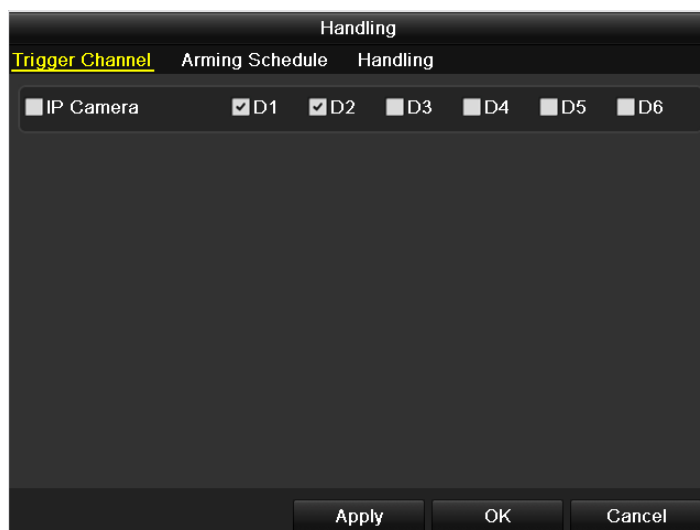 Handling
Trigger Channel Arming Schedule Handling
IP Camera D1 D2 D3 D4 D5 D6
Apply OK Cancel